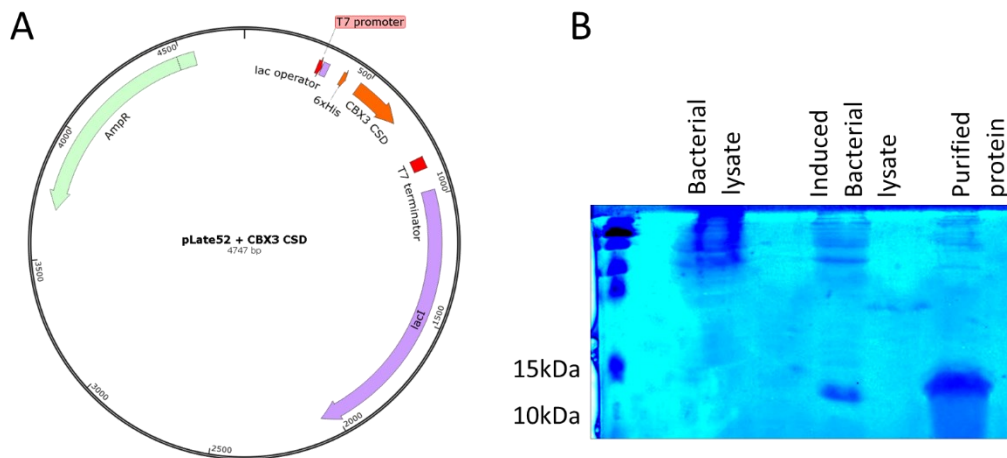 A
T7 promoter
4500
500
lac operator
6xHis
CBX3 CSD
AmpR
4000
T7 terminator
1000
pLate52 + CBX3 CSD
4747 bp
3500
lacI
1500
3000
2000
2500
B
Bacterial
lysate
Induced
Bacterial
lysate
Purified
protein
15kDa
10kDa